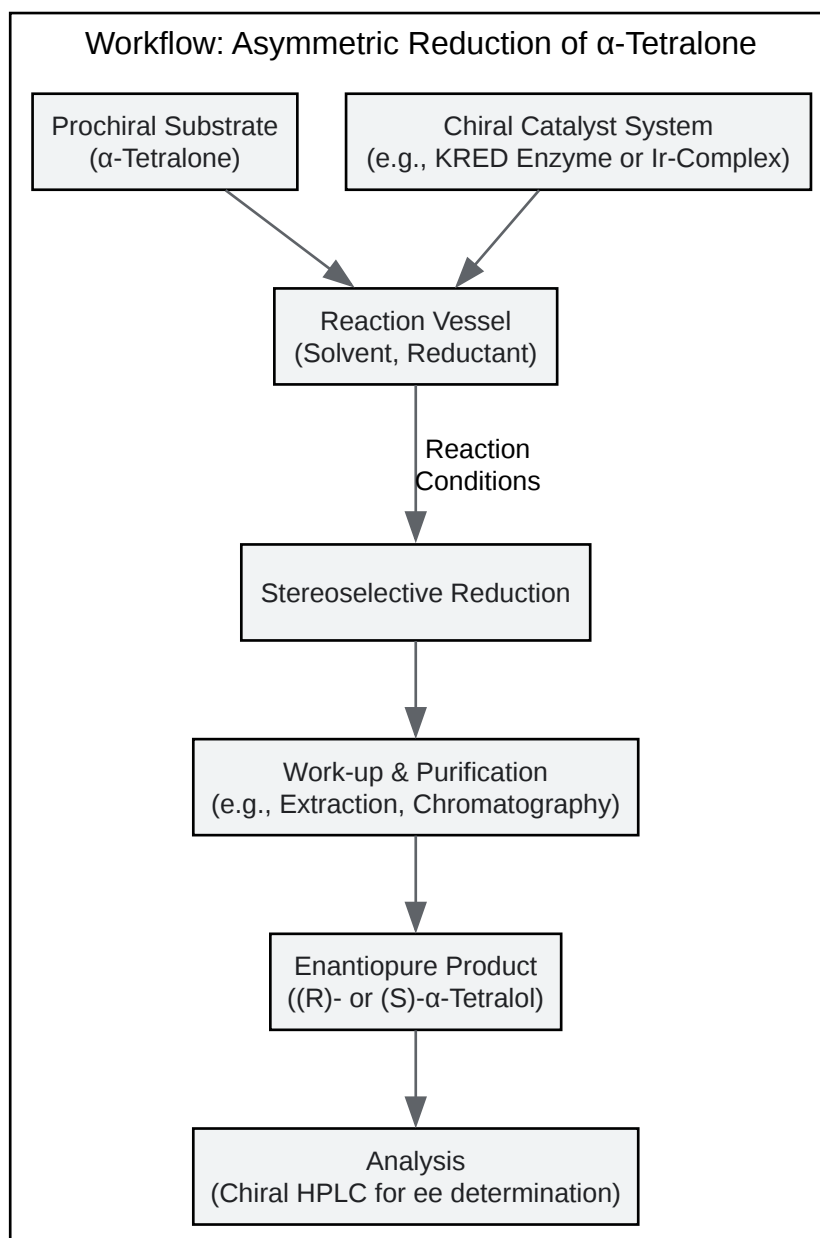 Workflow: Asymmetric Reduction of α-Tetralone
Prochiral Substrate
(α-Tetralone)
Chiral Catalyst System
(e.g., KRED Enzyme or Ir-Complex)
Reaction Vessel
(Solvent, Reductant)
Reaction
Conditions
Stereoselective Reduction
Work-up & Purification
(e.g., Extraction, Chromatography)
Enantiopure Product
((R)- or (S)-α-Tetralol)
Analysis
(Chiral HPLC for ee determination)